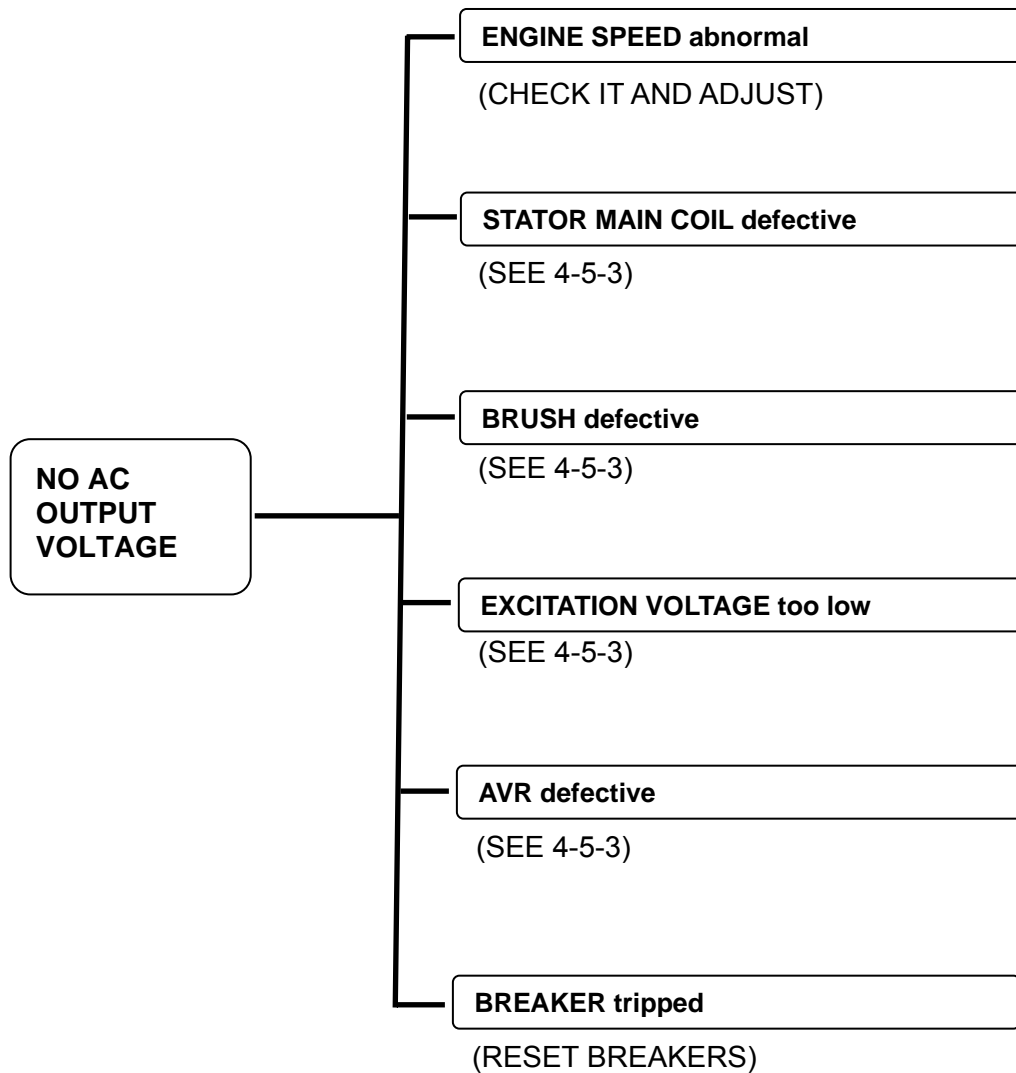 ENGINE SPEED abnormal
(CHECK IT AND ADJUST)
STATOR MAIN COIL defective
(SEE 4-5-3)
BRUSH defective
(SEE 4-5-3)
NO AC
OUTPUT
VOLTAGE
EXCITATION VOLTAGE too low
(SEE 4-5-3)
AVR defective
(SEE 4-5-3)
BREAKER tripped
(RESET BREAKERS)